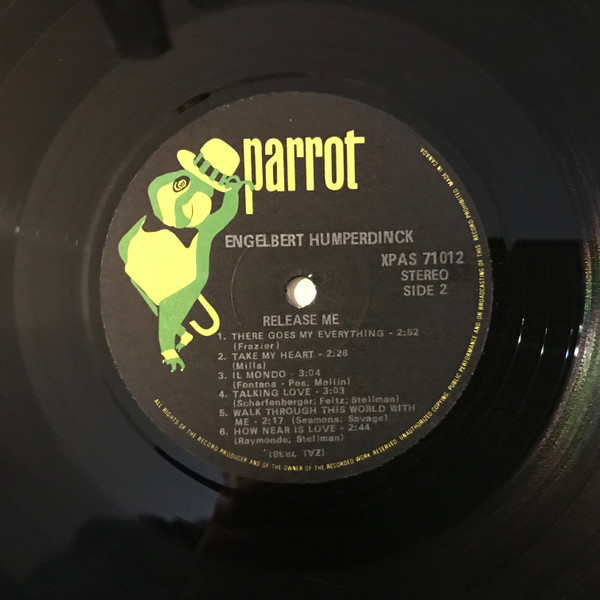 parrot
ENGELBERT HUMPERDINCK
XPAS 71012
STEREO
SIDE 2
RELEASE ME
1. THERE GOES MY EVERYTHING - 2:52
(Frazier)
2. TAKE MY HEART - 2:26
(Mills)
3. IL MONDO - 3:04
(Fontana - Pes; Mellin)
4. TALKING LOVE - 3:03
(Scharfenberger; Feltz; Stellman)
5. WALK THROUGH THIS WORLD WITH
ME - 2:17 (Seamons; Savage)
6. HOW NEAR IS LOVE - 2:44
(Raymonde; Stellman)
ALL RIGHTS OF THE RECORD PRODUCER AND OF THE OWNER OF THE RECORDED WORK RESERVED. UNAUTHORIZED COPYING, PUBLIC PERFORMANCE AND OR BROADCASTING OF THIS RECORD PROHIBITED. MADE IN CANADA